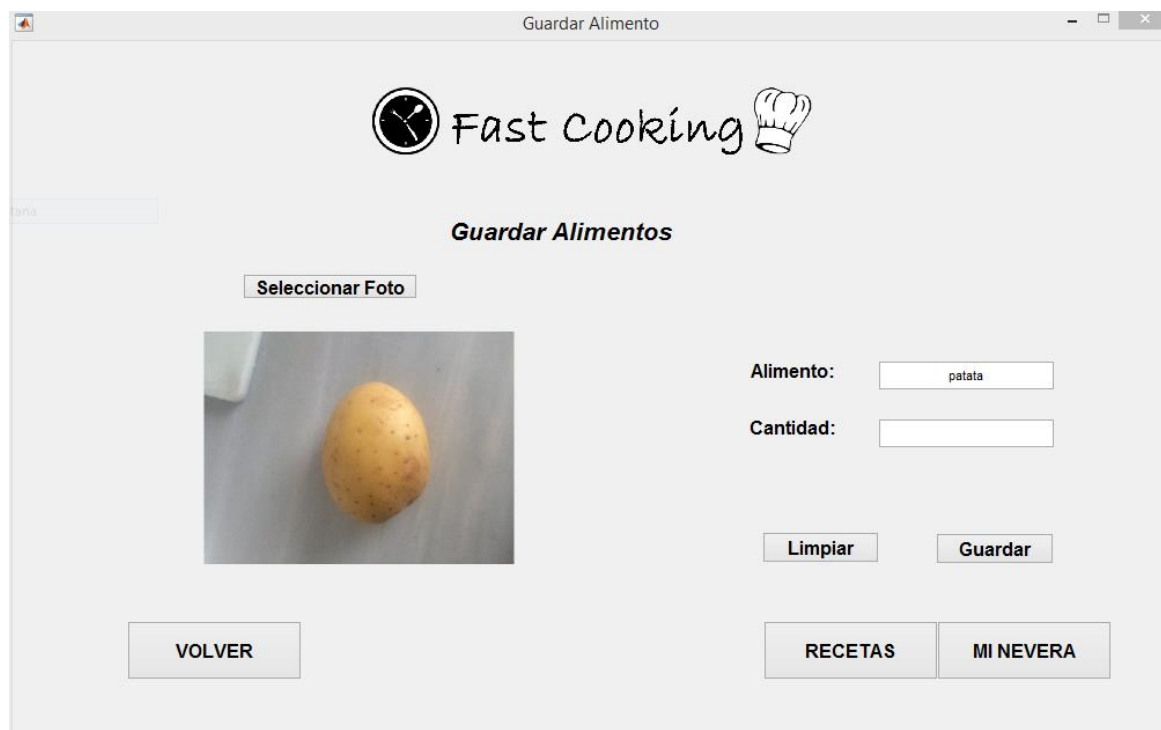 Guardar Alimento
Fast Cooking
Guardar Alimentos
Seleccionar Foto
Alimento: patata
Cantidad:
Limpiar Guardar
VOLVER RECETAS MI NEVERA